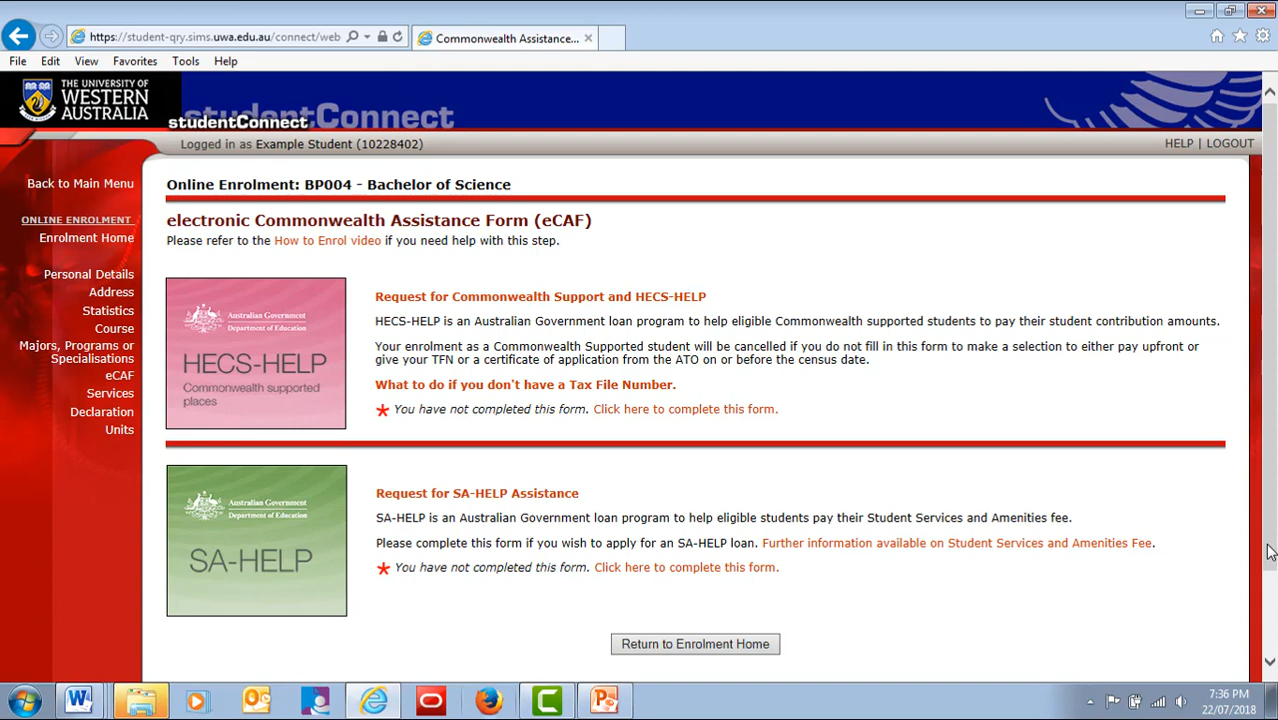 https://student-qry.sims.uwa.edu.au/connect/web
Commonwealth Assistance...
File Edit View Favorites Tools Help
THE UNIVERSITY OF
WESTERN
AUSTRALIA
studentConnect
studentConnect
Logged in as Example Student (10228402)
HELP | LOGOUT
Back to Main Menu
ONLINE ENROLMENT
Enrolment Home
Personal Details
Address
Statistics
Course
Majors, Programs or
Specialisations
eCAF
Services
Declaration
Units
Online Enrolment: BP004 - Bachelor of Science
electronic Commonwealth Assistance Form (eCAF)
Please refer to the How to Enrol video if you need help with this step.
Australian Government
Department of Education
HECS-HELP
Commonwealth supported
places
Request for Commonwealth Support and HECS-HELP
HECS-HELP is an Australian Government loan program to help eligible Commonwealth supported students to pay their student contribution amounts.
Your enrolment as a Commonwealth Supported student will be cancelled if you do not fill in this form to make a selection to either pay upfront or
give your TFN or a certificate of application from the ATO on or before the census date.
What to do if you don't have a Tax File Number.
* You have not completed this form. Click here to complete this form.
Australian Government
Department of Education
SA-HELP
Request for SA-HELP Assistance
SA-HELP is an Australian Government loan program to help eligible students pay their Student Services and Amenities fee.
Please complete this form if you wish to apply for an SA-HELP loan. Further information available on Student Services and Amenities Fee.
* You have not completed this form. Click here to complete this form.
Return to Enrolment Home
7:36 PM
22/07/2018